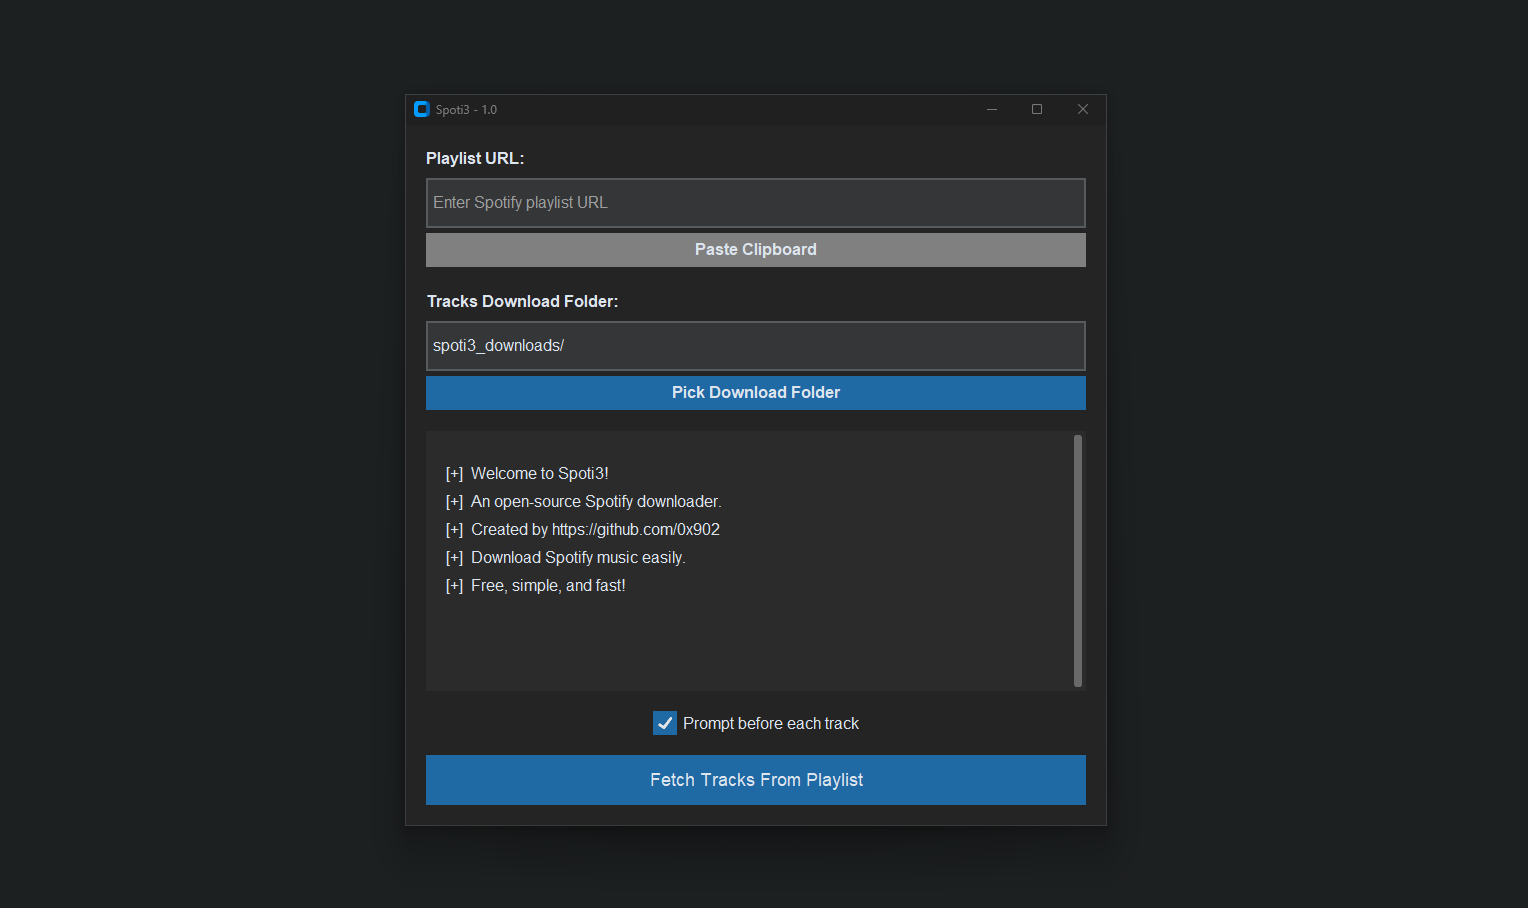 Spoti3 - 1.0
Playlist URL:
Enter Spotify playlist URL
Paste Clipboard
Tracks Download Folder:
spoti3_downloads/
Pick Download Folder
[+] Welcome to Spoti3!
[+] An open-source Spotify downloader.
[+] Created by https://github.com/0x902
[+] Download Spotify music easily.
[+] Free, simple, and fast!
Prompt before each track
Fetch Tracks From Playlist